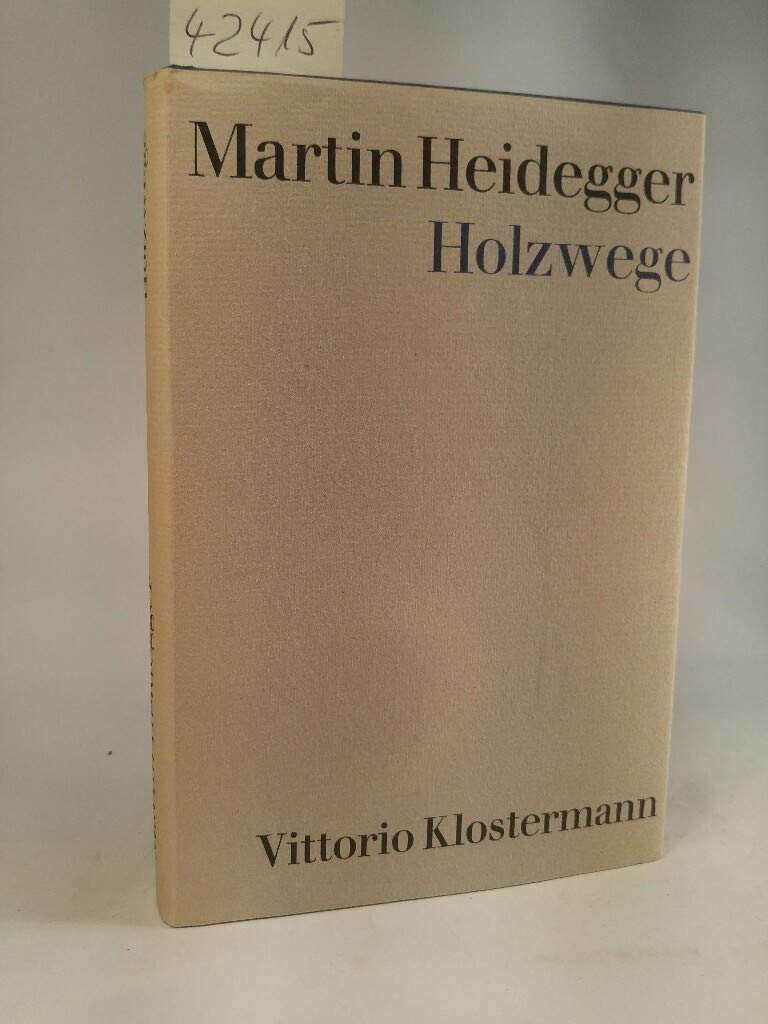 42415
Martin Heidegger
Holzwege
Vittorio Klostermann